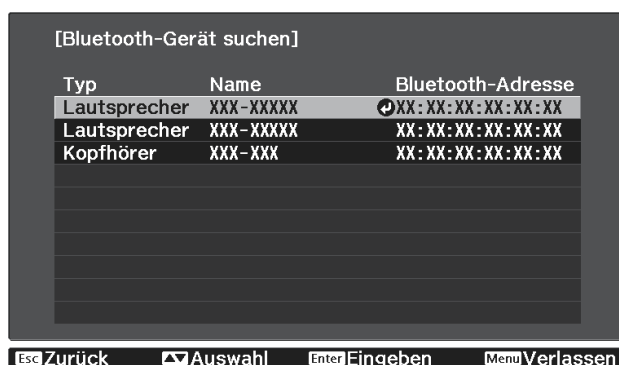 [Bluetooth-Gerät suchen]
Typ Name Bluetooth-Adresse
Lautsprecher XXX-XXXXX XX:XX:XX:XX:XX:XX
Lautsprecher XXX-XXXXX XX:XX:XX:XX:XX:XX
Kopfhörer XXX-XXX XX:XX:XX:XX:XX:XX
Esc Zurück Auswahl Enter Eingeben Menu Verlassen